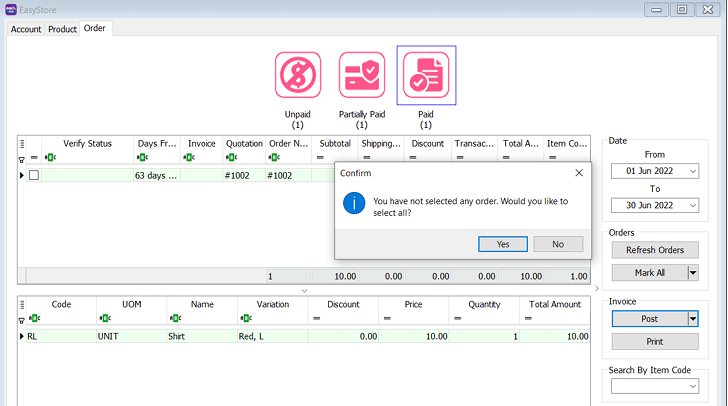 EasyStore
Account Product Order
Unpaid
(1)
Partially Paid
(1)
Paid
(1)
Verify Status Days Fr... Invoice Quotation Order N... Subtotal Shipping... Discount Transac... Total A... Item Co...
63 days ... #1002 #1002
1 10.00 0.00 0.00 0.00 10.00 1.00
Confirm
You have not selected any order. Would you like to
select all?
Yes No
Code UOM Name Variation Discount Price Quantity Total Amount
RL UNIT Shirt Red, L 0.00 10.00 1 10.00
Date
From
01 Jun 2022
To
30 Jun 2022
Orders
Refresh Orders
Mark All
Invoice
Post
Print
Search By Item Code